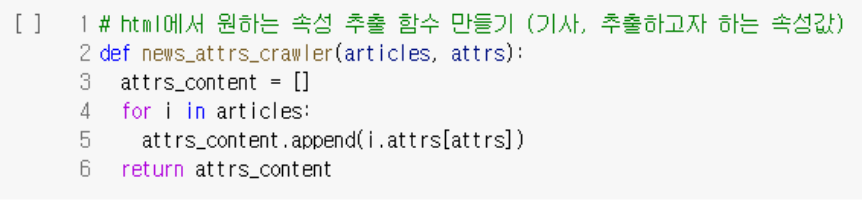 [ ] 1 # html에서 원하는 속성 추출 함수 만들기 (기사, 추출하고자 하는 속성값)
2 def news_attrs_crawler(articles, attrs):
3   attrs_content = []
4   for i in articles:
5     attrs_content.append(i.attrs[attrs])
6   return attrs_content